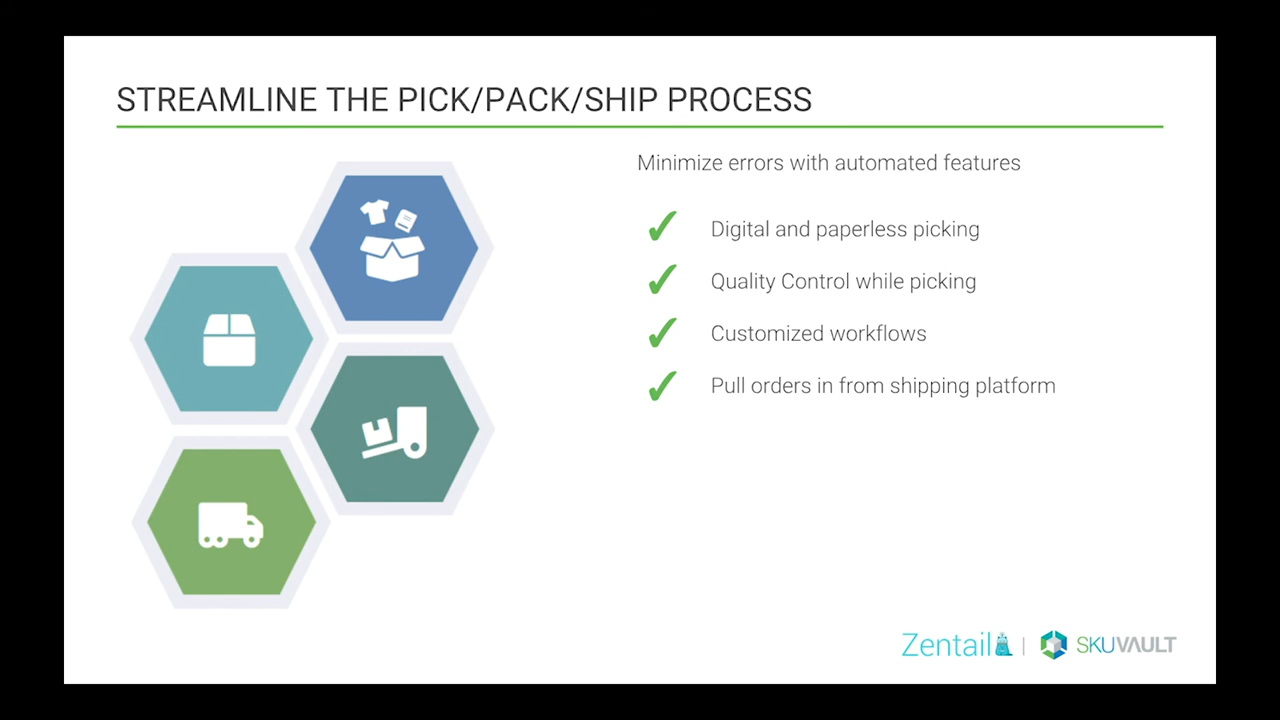 STREAMLINE THE PICK/PACK/SHIP PROCESS
Minimize errors with automated features
Digital and paperless picking
Quality Control while picking
Customized workflows
Pull orders in from shipping platform
Zentail | SKUVAULT